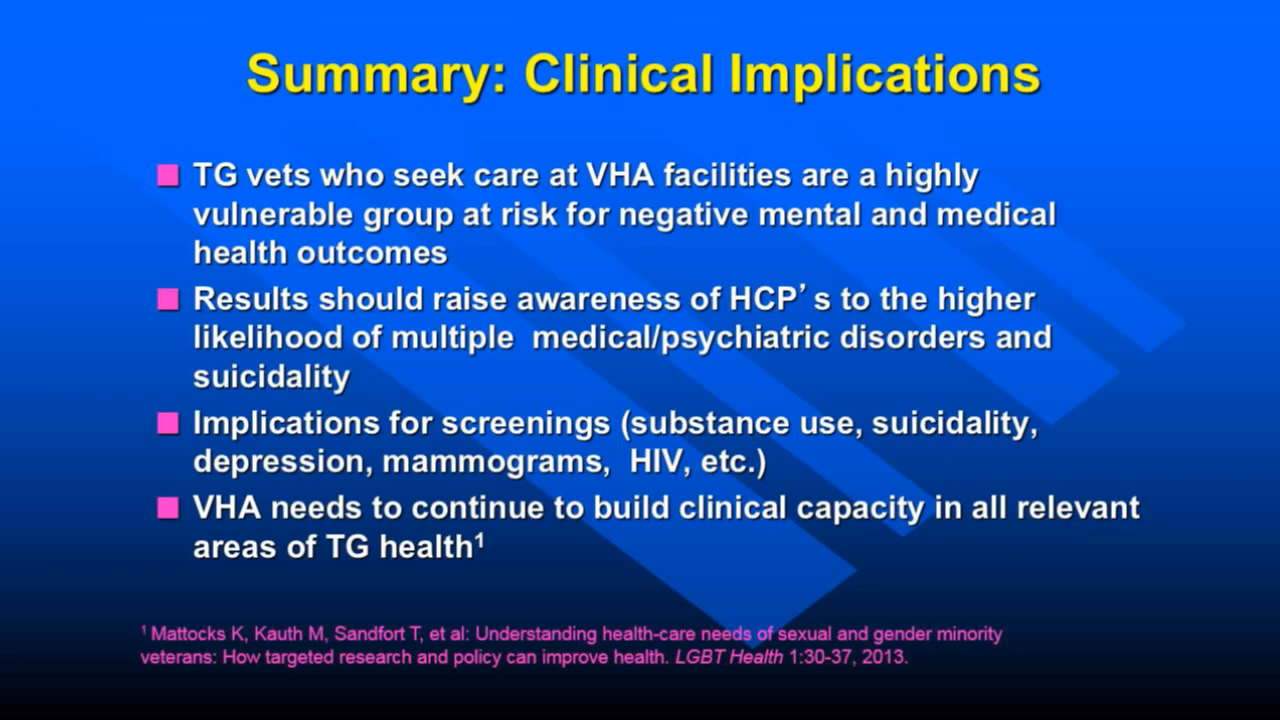 Summary: Clinical Implications
TG vets who seek care at VHA facilities are a highly
vulnerable group at risk for negative mental and medical
health outcomes
Results should raise awareness of HCP’s to the higher
likelihood of multiple  medical/psychiatric disorders and
suicidality
Implications for screenings (substance use, suicidality,
depression, mammograms,  HIV, etc.)
VHA needs to continue to build clinical capacity in all relevant
areas of TG health¹
¹ Mattocks K, Kauth M, Sandfort T, et al: Understanding health-care needs of sexual and gender minority
veterans: How targeted research and policy can improve health. LGBT Health 1:30-37, 2013.